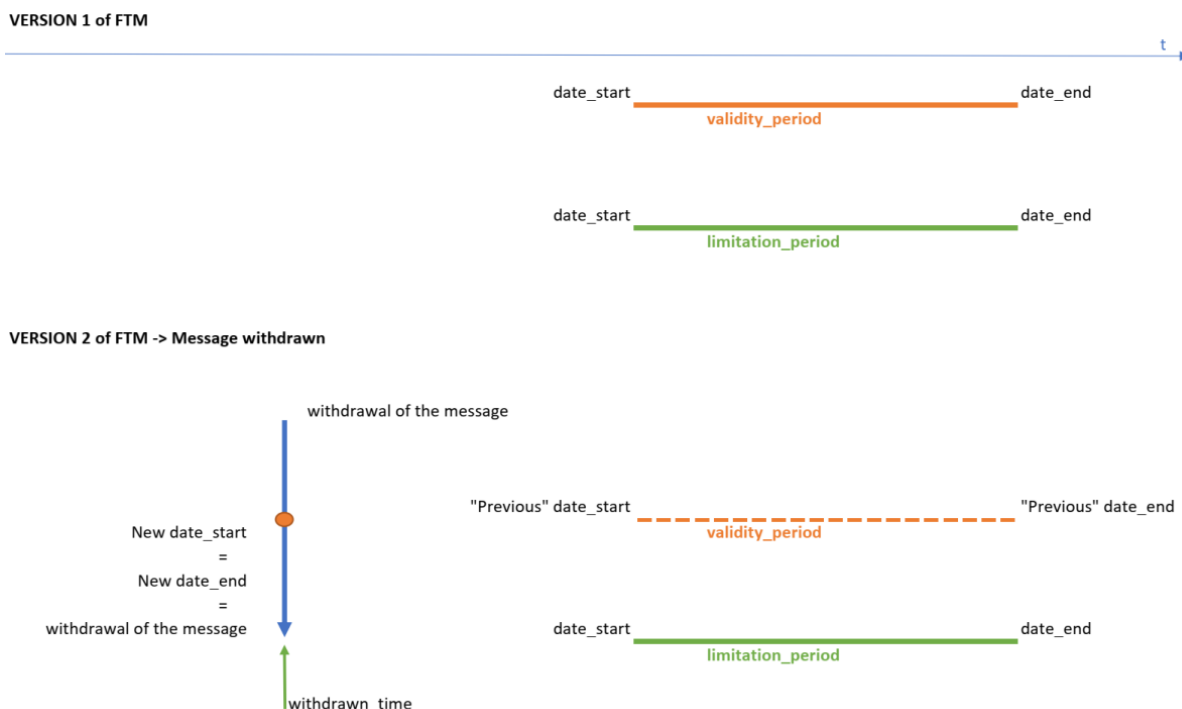 VERSION 1 of FTM
t
date_start
date_end
validity_period
date_start
date_end
limitation_period
VERSION 2 of FTM -> Message withdrawn
withdrawal of the message
"Previous" date_start
"Previous" date_end
validity_period
New date_start
=
New date_end
=
withdrawal of the message
date_start
date_end
limitation_period
withdrawn_time